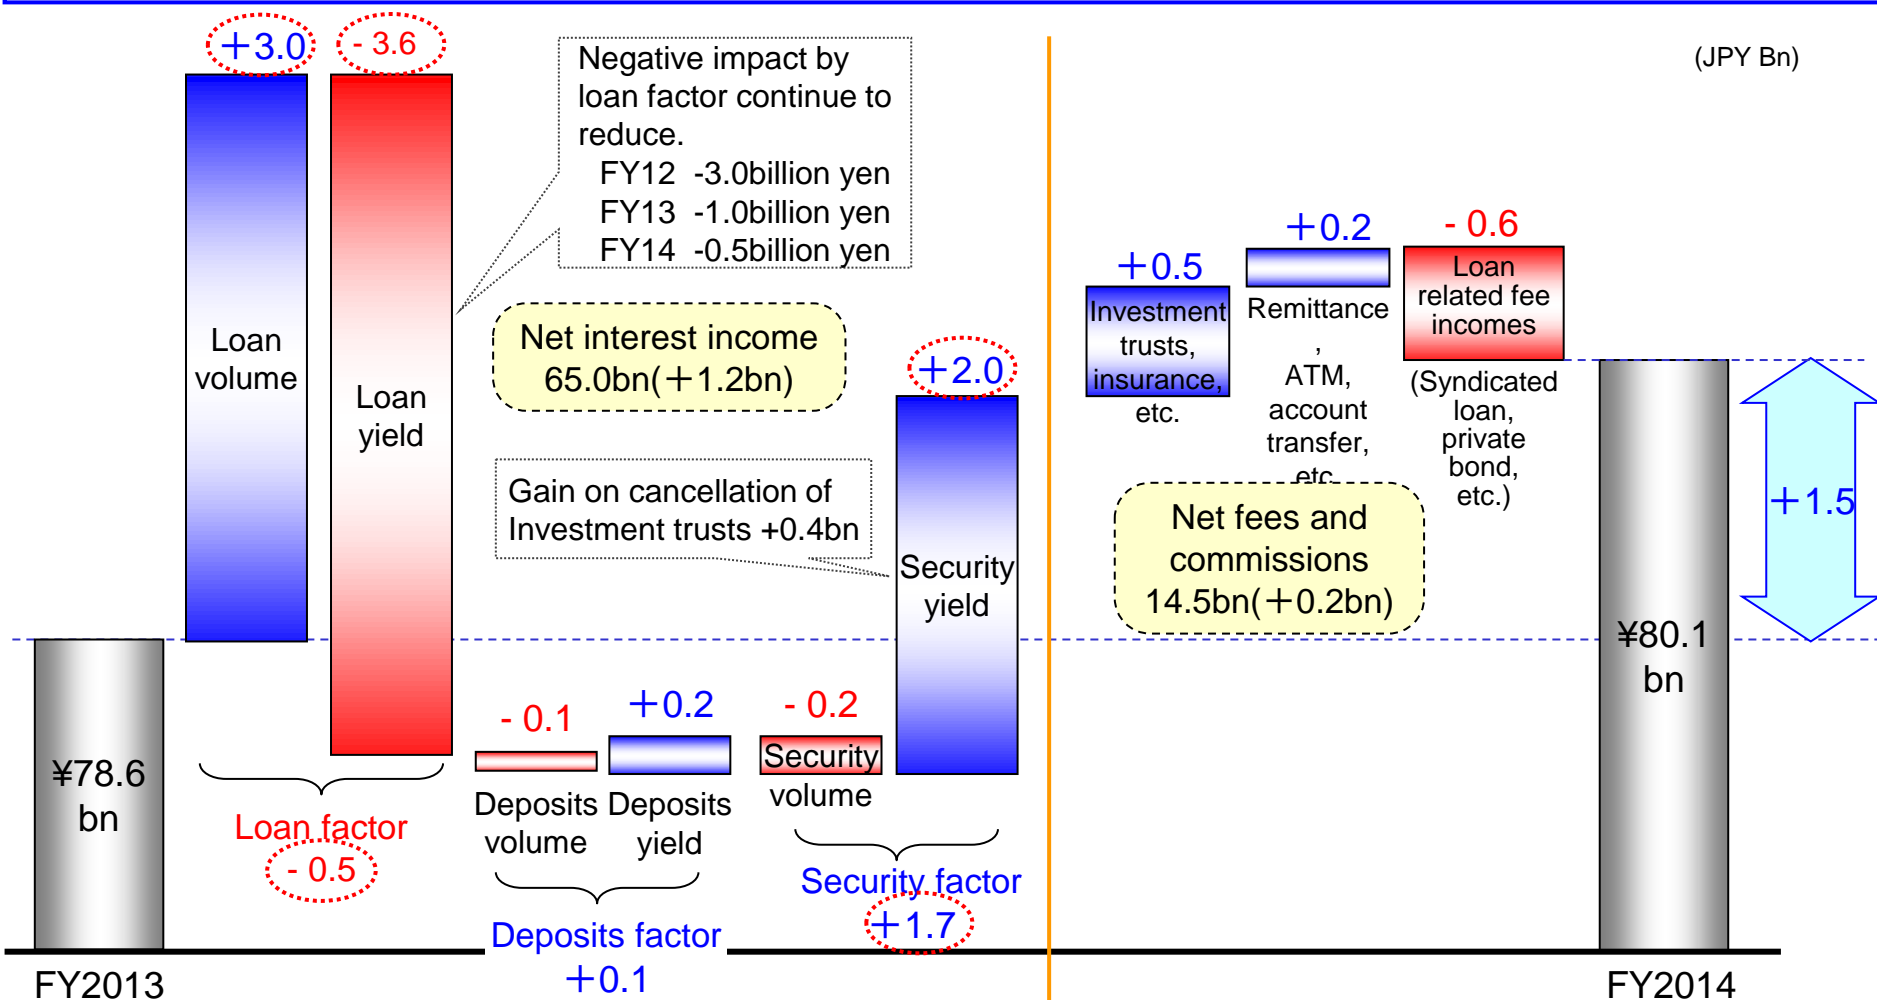 (JPY Bn)
+3.0
- 3.6
Negative impact by
loan factor continue to
reduce.
FY12 -3.0billion yen
FY13 -1.0billion yen
FY14 -0.5billion yen
Loan
volume
Loan
yield
Net interest income
65.0bn(+1.2bn)
+2.0
Gain on cancellation of
Investment trusts +0.4bn
Security
yield
¥78.6
bn
Loan factor
- 0.5
- 0.1
+0.2
Deposits
volume
Deposits
yield
Deposits factor
+0.1
- 0.2
Security
volume
Security factor
+1.7
+0.5
Investment
trusts,
insurance,
etc.
+0.2
Remittance
,
ATM,
account
transfer,
etc
- 0.6
Loan
related fee
incomes
(Syndicated
loan,
private
bond,
etc.)
Net fees and
commissions
14.5bn(+0.2bn)
¥80.1
bn
+1.5
FY2013
FY2014